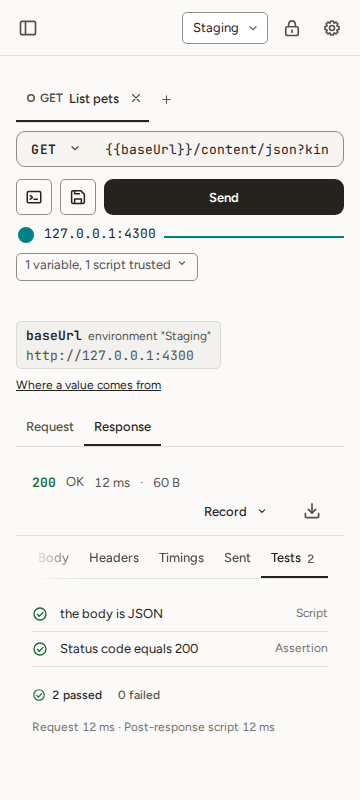 Staging
GET List pets
GET {{baseUrl}}/content/json?kin
Send
127.0.0.1:4300
1 variable, 1 script trusted
baseUrl environment "Staging"
http://127.0.0.1:4300
Where a value comes from
Request Response
200 OK 12 ms · 60 B
Record
Body Headers Timings Sent Tests 2
the body is JSON Script
Status code equals 200 Assertion
2 passed 0 failed
Request 12 ms · Post-response script 12 ms